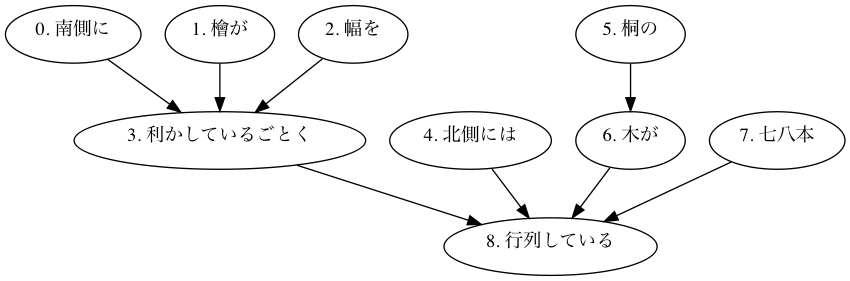 0. 南側に
1. 檜が
2. 幅を
5. 桐の
3. 利かしているごとく
4. 北側には
6. 木が
7. 七八本
8. 行列している